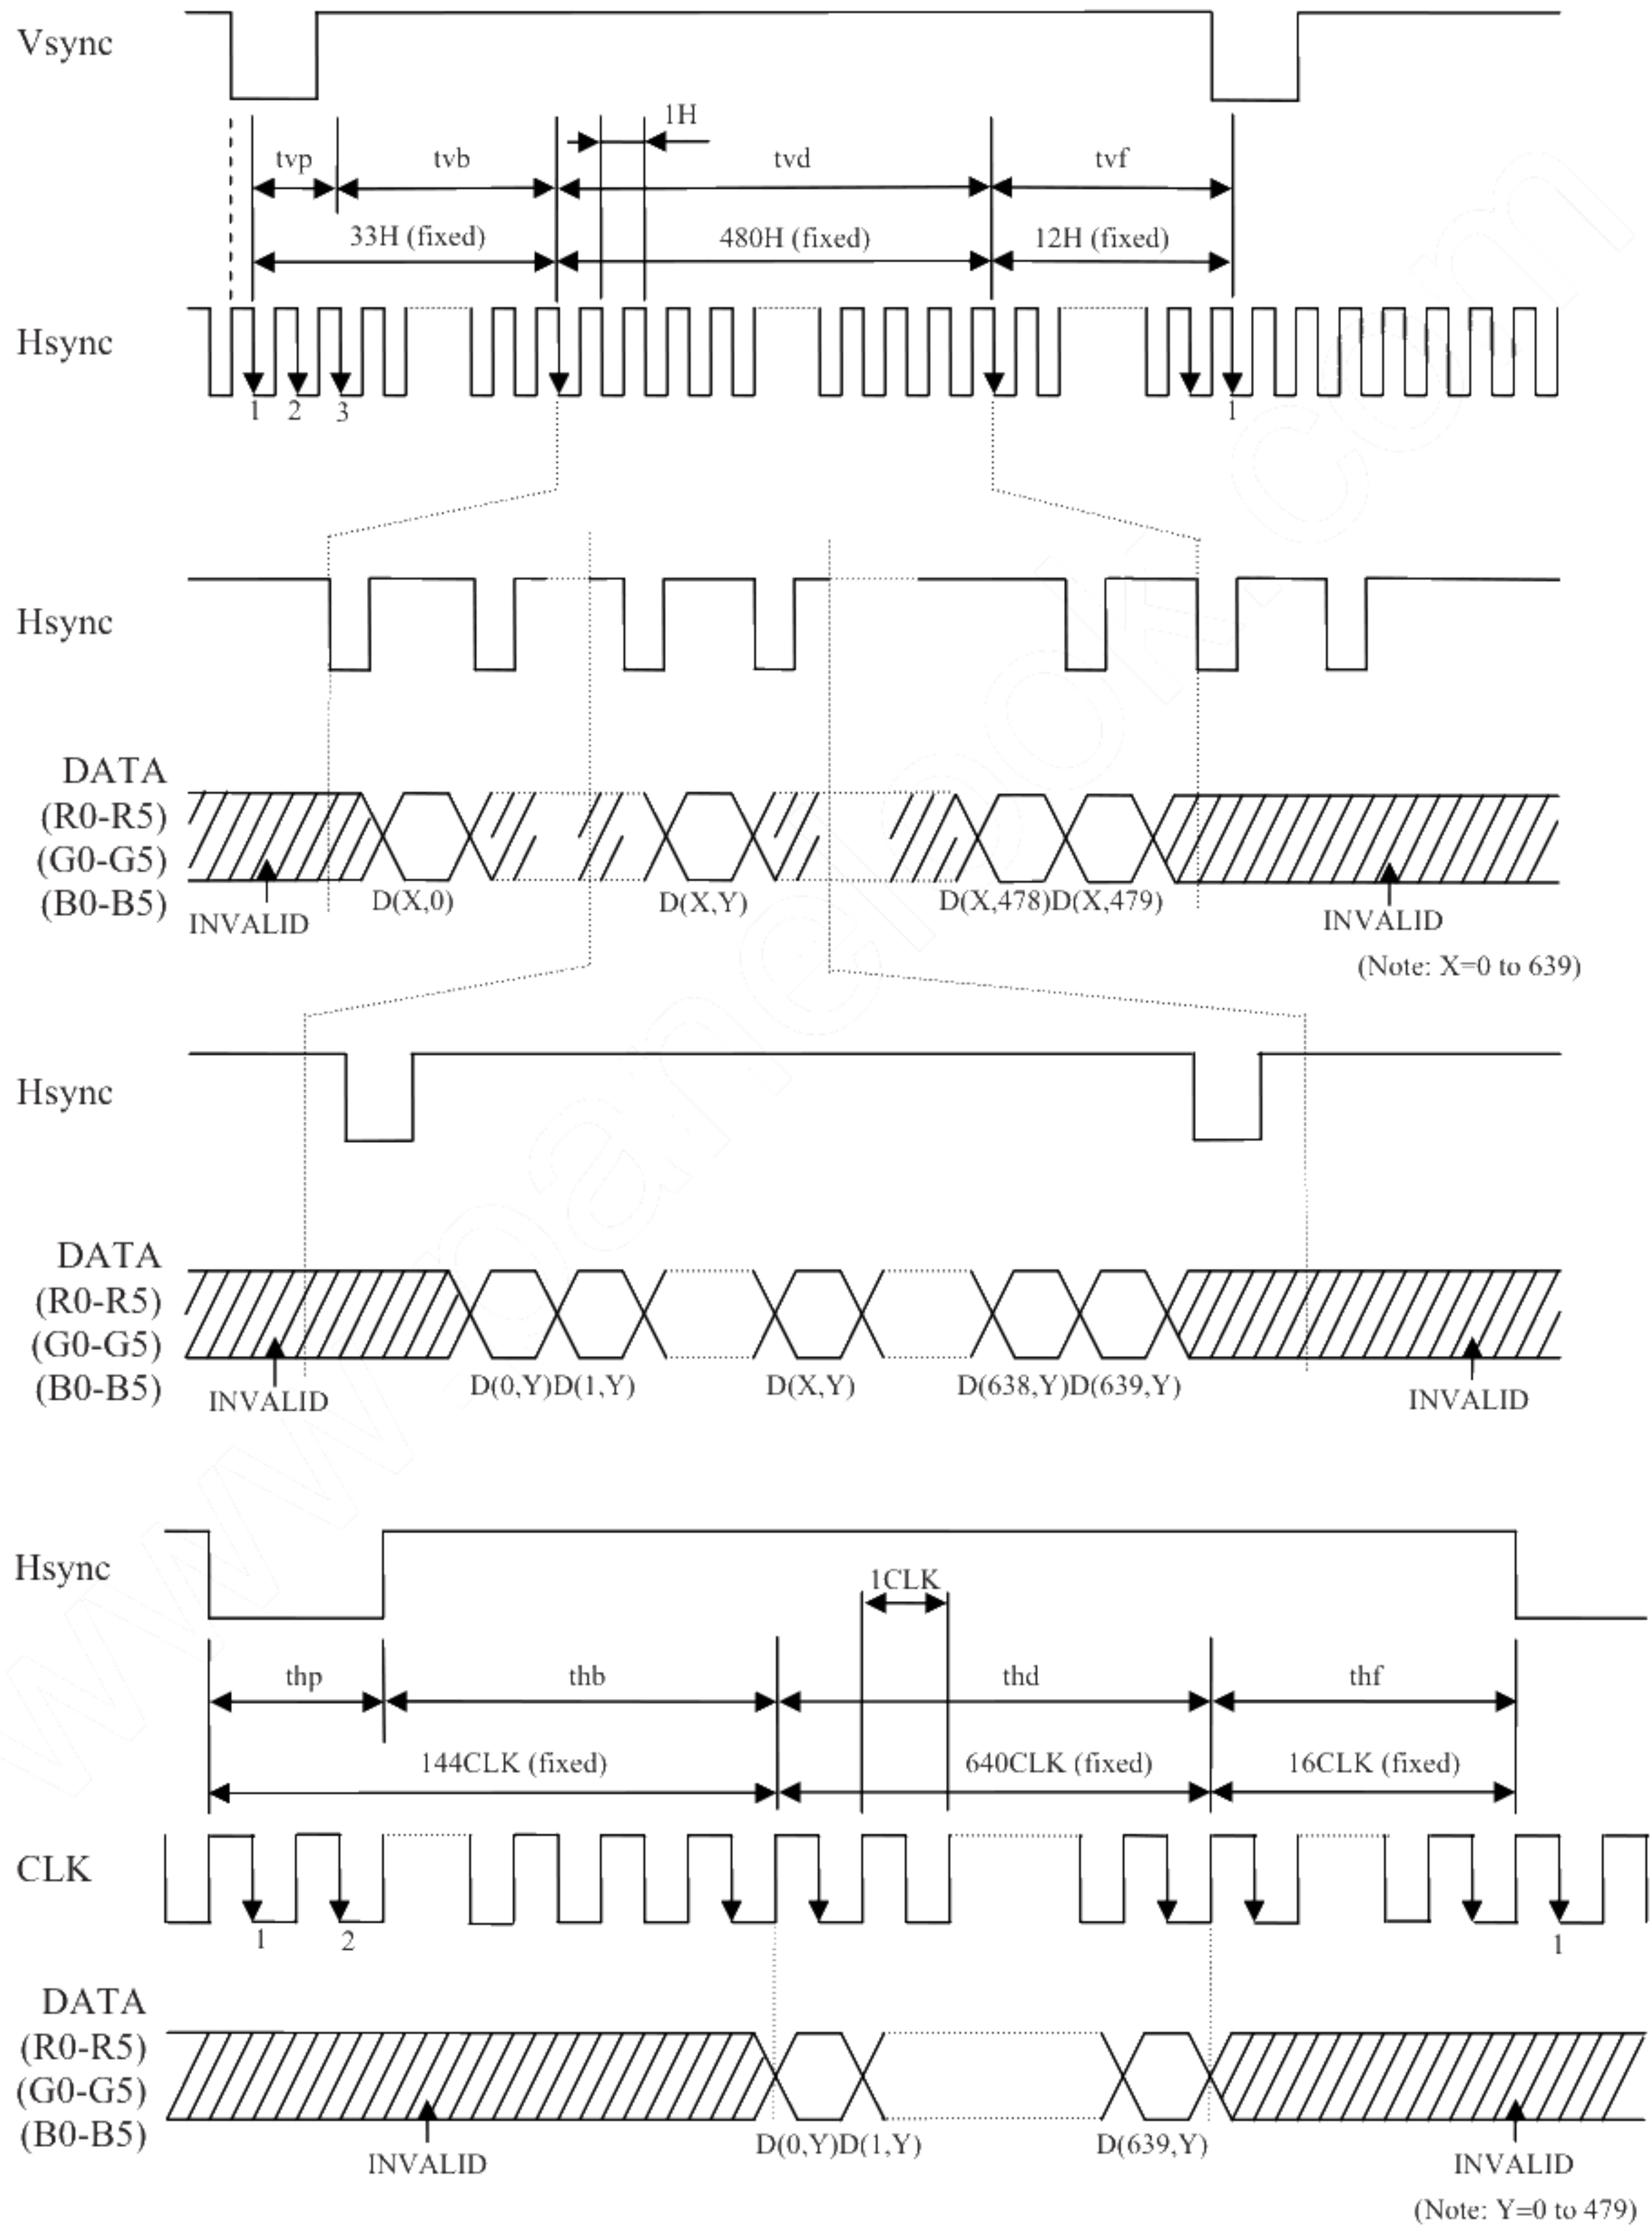 Vsync
1H
tvp tvb tvd tvf
33H (fixed) 480H (fixed) 12H (fixed)
Hsync
1 2 3 1
Hsync
DATA
(R0-R5)
(G0-G5)
(B0-B5)
D(X,0) D(X,Y) D(X,478)D(X,479)
INVALID INVALID
(Note: X=0 to 639)
Hsync
DATA
(R0-R5)
(G0-G5)
(B0-B5)
D(0,Y)D(1,Y) D(X,Y) D(638,Y)D(639,Y)
INVALID INVALID
Hsync
1CLK
thp thb thd thf
144CLK (fixed) 640CLK (fixed) 16CLK (fixed)
CLK
1 2 1
DATA
(R0-R5)
(G0-G5)
(B0-B5)
D(0,Y)D(1,Y) D(639,Y)
INVALID INVALID
(Note: Y=0 to 479)